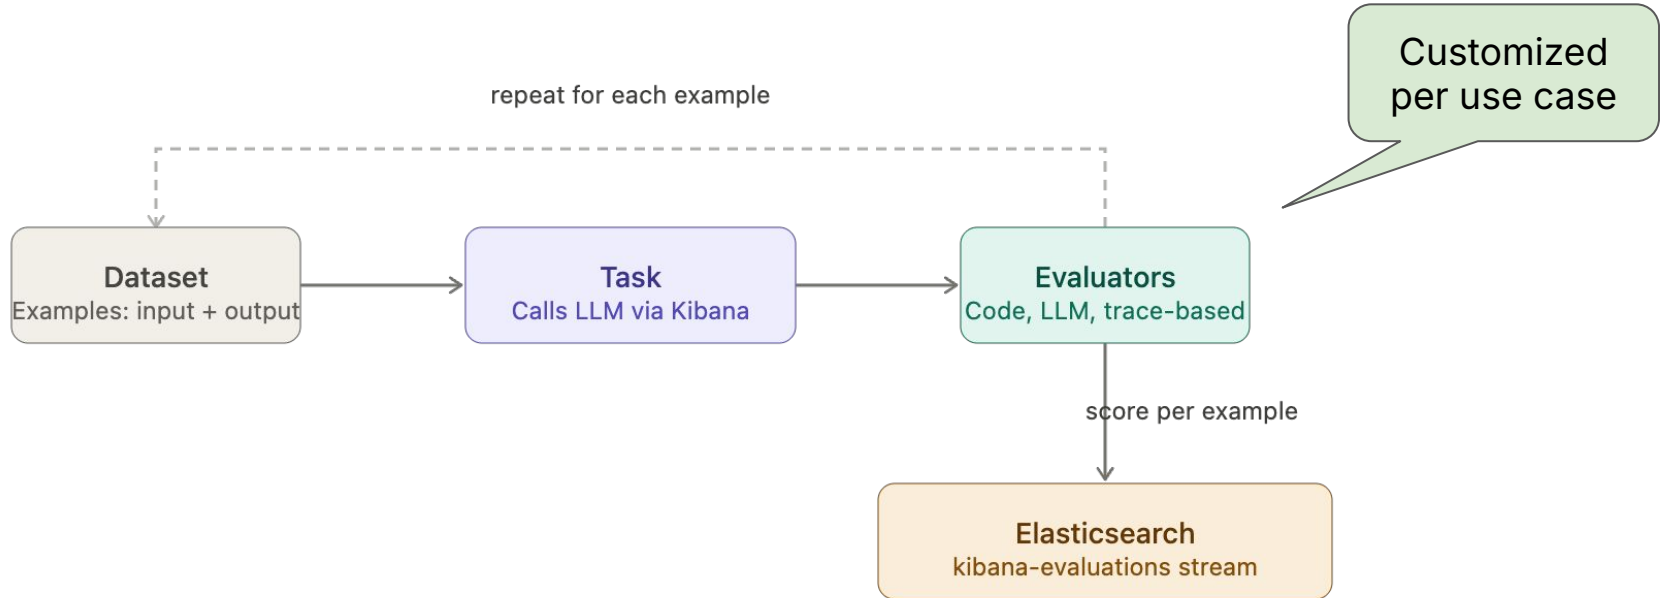 Customized
per use case
repeat for each example
Dataset
Examples: input + output
Task
Calls LLM via Kibana
Evaluators
Code, LLM, trace-based
score per example
Elasticsearch
kibana-evaluations stream